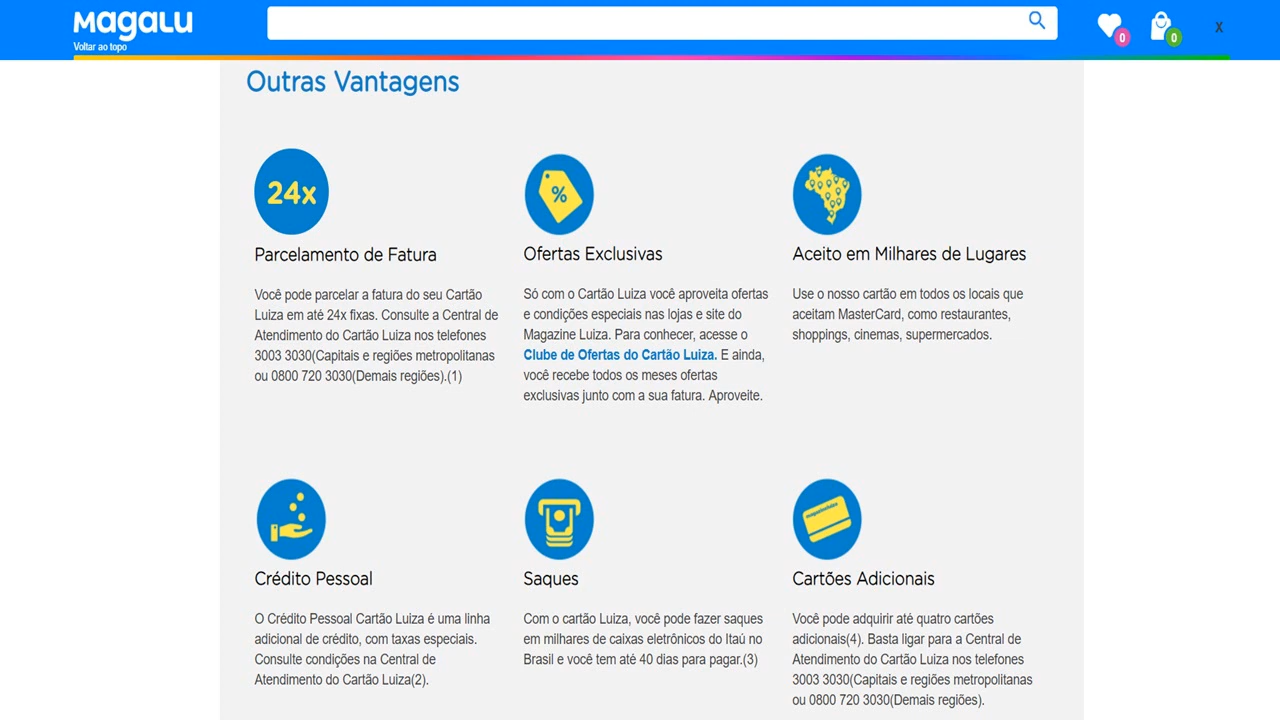 Magalu
Voltar ao topo
0
0
X
Outras Vantagens
24x
Parcelamento de Fatura
Você pode parcelar a fatura do seu Cartão
Luiza em até 24x fixas. Consulte a Central de
Atendimento do Cartão Luiza nos telefones
3003 3030(Capitais e regiões metropolitanas
ou 0800 720 3030(Demais regiões).(1)
%
Ofertas Exclusivas
Só com o Cartão Luiza você aproveita ofertas
e condições especiais nas lojas e site do
Magazine Luiza. Para conhecer, acesse o
Clube de Ofertas do Cartão Luiza. E ainda,
você recebe todos os meses ofertas
exclusivas junto com a sua fatura. Aproveite.
Aceito em Milhares de Lugares
Use o nosso cartão em todos os locais que
aceitam MasterCard, como restaurantes,
shoppings, cinemas, supermercados.
Crédito Pessoal
O Crédito Pessoal Cartão Luiza é uma linha
adicional de crédito, com taxas especiais.
Consulte condições na Central de
Atendimento do Cartão Luiza(2).
Saques
Com o cartão Luiza, você pode fazer saques
em milhares de caixas eletrônicos do Itaú no
Brasil e você tem até 40 dias para pagar.(3)
magazineluiza
Cartões Adicionais
Você pode adquirir até quatro cartões
adicionais(4). Basta ligar para a Central de
Atendimento do Cartão Luiza nos telefones
3003 3030(Capitais e regiões metropolitanas
ou 0800 720 3030(Demais regiões).